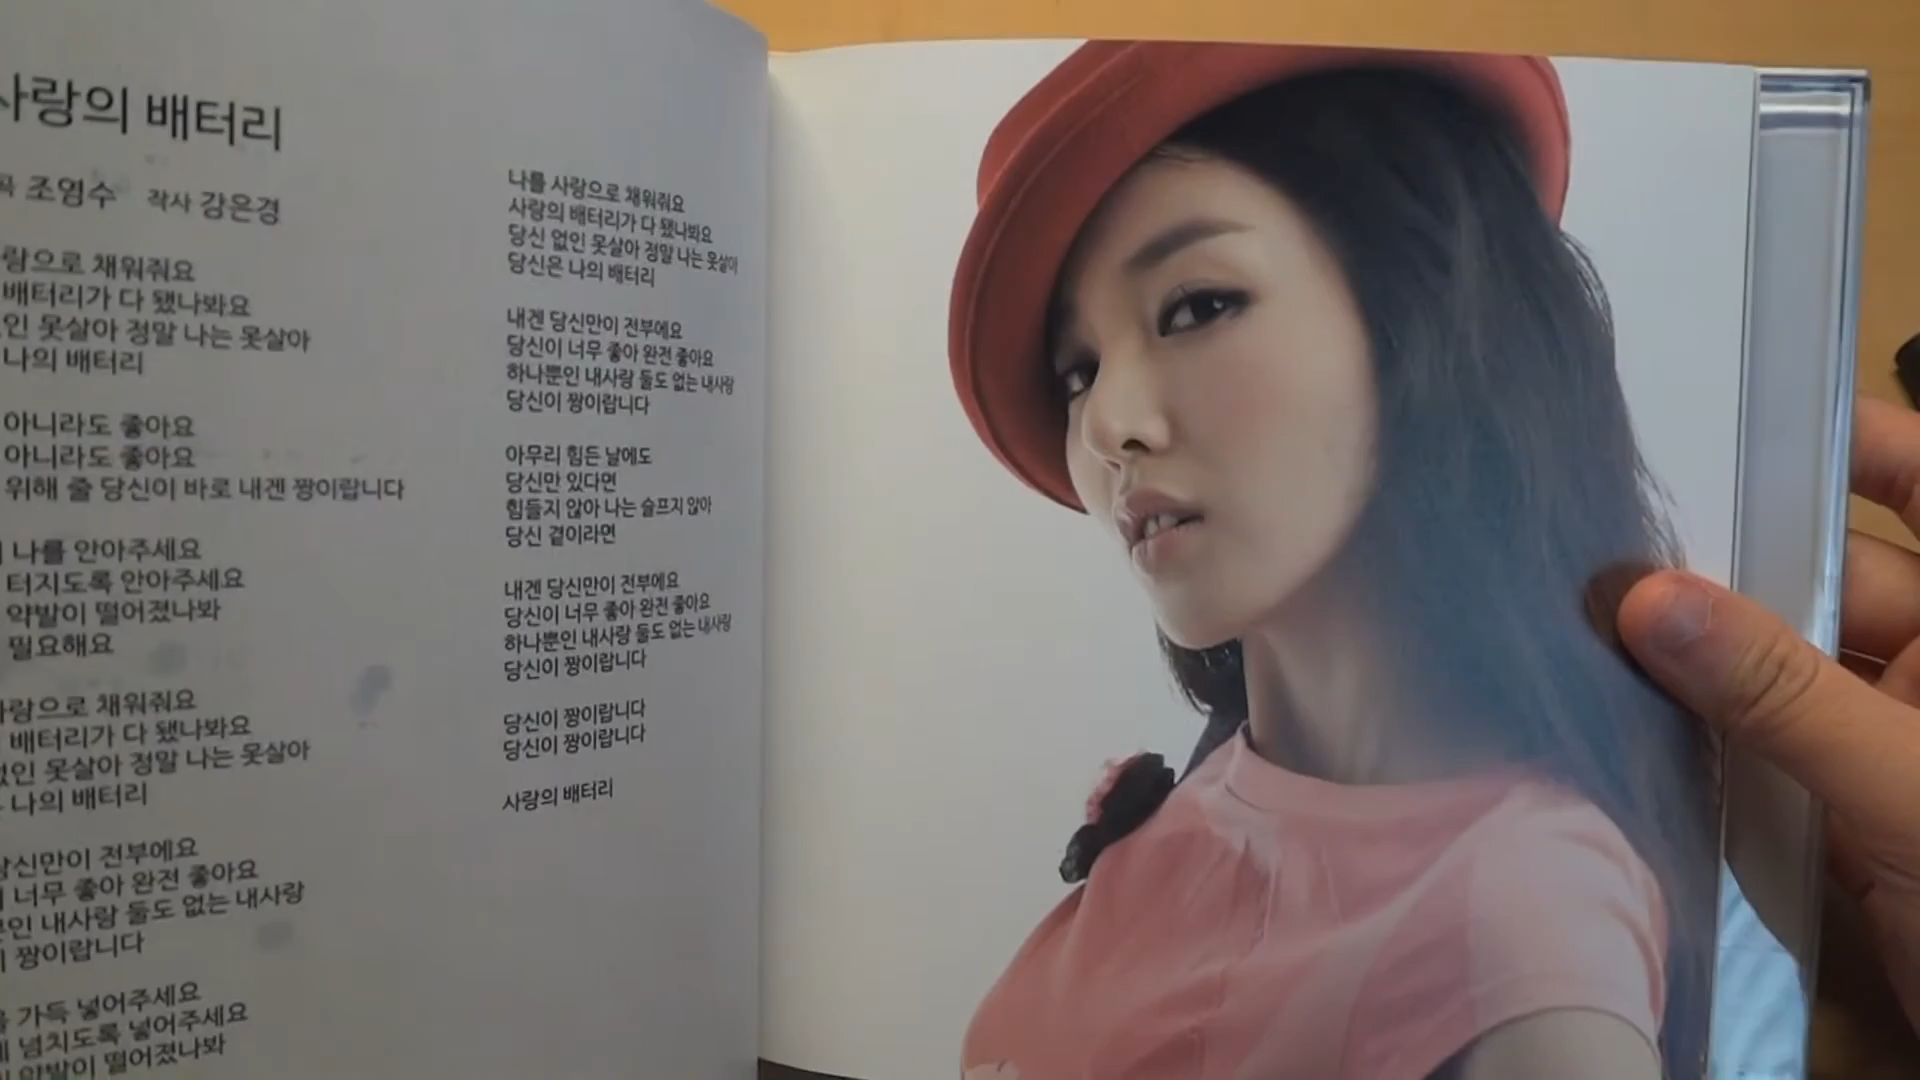 사랑의 배터리
곡 조영수 작사 강은경
랑으로 채워줘요
배터리가 다 됐나봐요
인 못살아 정말 나는 못살아
나의 배터리
아니라도 좋아요
아니라도 좋아요
위해 줄 당신이 바로 내겐 짱이랍니다
나를 안아주세요
터지도록 안아주세요
약발이 떨어졌나봐
필요해요
사랑으로 채워줘요
배터리가 다 됐나봐요
없인 못살아 정말 나는 못살아
나의 배터리
당신만이 전부에요
너무 좋아 완전 좋아요
뿐인 내사랑 둘도 없는 내사랑
짱이랍니다
가득 넣어주세요
넘치도록 넣어주세요
약발이 떨어졌나봐
나를 사랑으로 채워줘요
사랑의 배터리가 다 됐나봐요
당신 없인 못살아 정말 나는 못살아
당신은 나의 배터리
내겐 당신만이 전부에요
당신이 너무 좋아 완전 좋아요
하나뿐인 내사랑 둘도 없는 내사랑
당신이 짱이랍니다
아무리 힘든 날에도
당신만 있다면
힘들지 않아 나는 슬프지 않아
당신 곁이라면
내겐 당신만이 전부에요
당신이 너무 좋아 완전 좋아요
하나뿐인 내사랑 둘도 없는 내사랑
당신이 짱이랍니다
당신이 짱이랍니다
당신이 짱이랍니다
사랑의 배터리